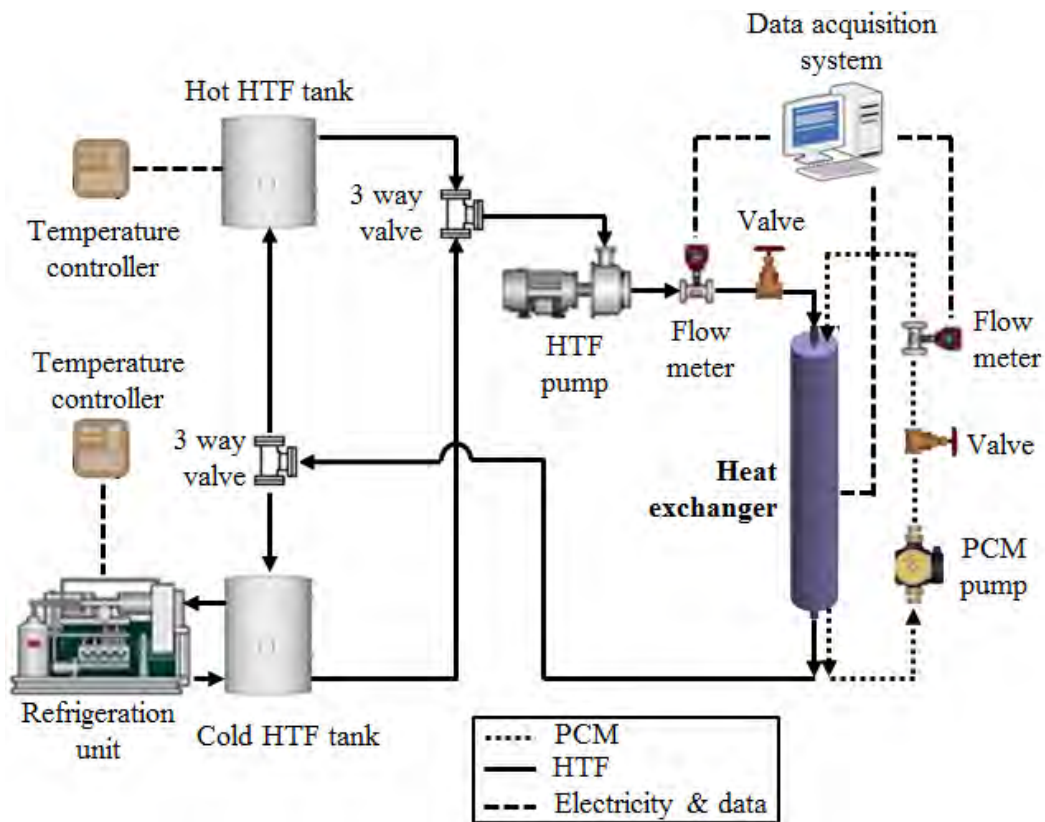 Data acquisition
system
Hot HTF tank
3 way
valve
Valve
Temperature
controller
HTF
pump
Flow
meter
Flow
meter
Temperature
controller
3 way
valve
Heat
exchanger
Valve
PCM
pump
Refrigeration
unit
Cold HTF tank
PCM
HTF
Electricity & data